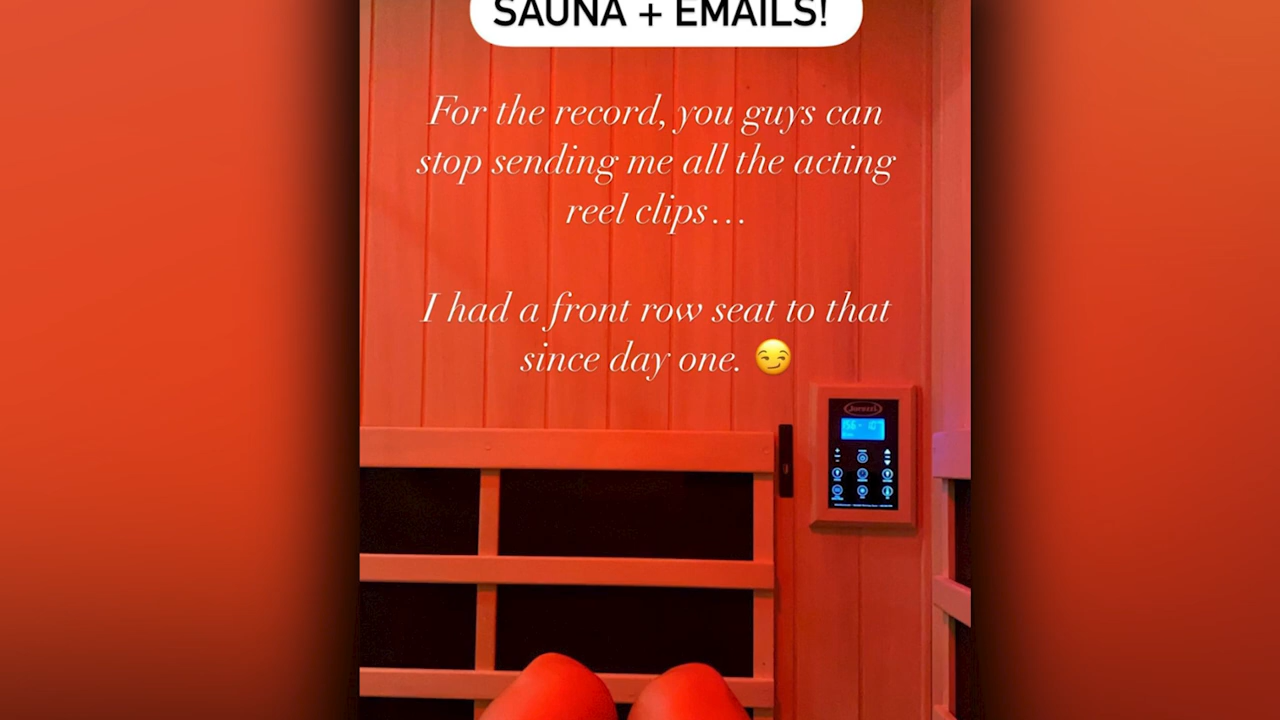 SAUNA + EMAILS!
For the record, you guys can
stop sending me all the acting
reel clips…
I had a front row seat to that
since day one. 😏